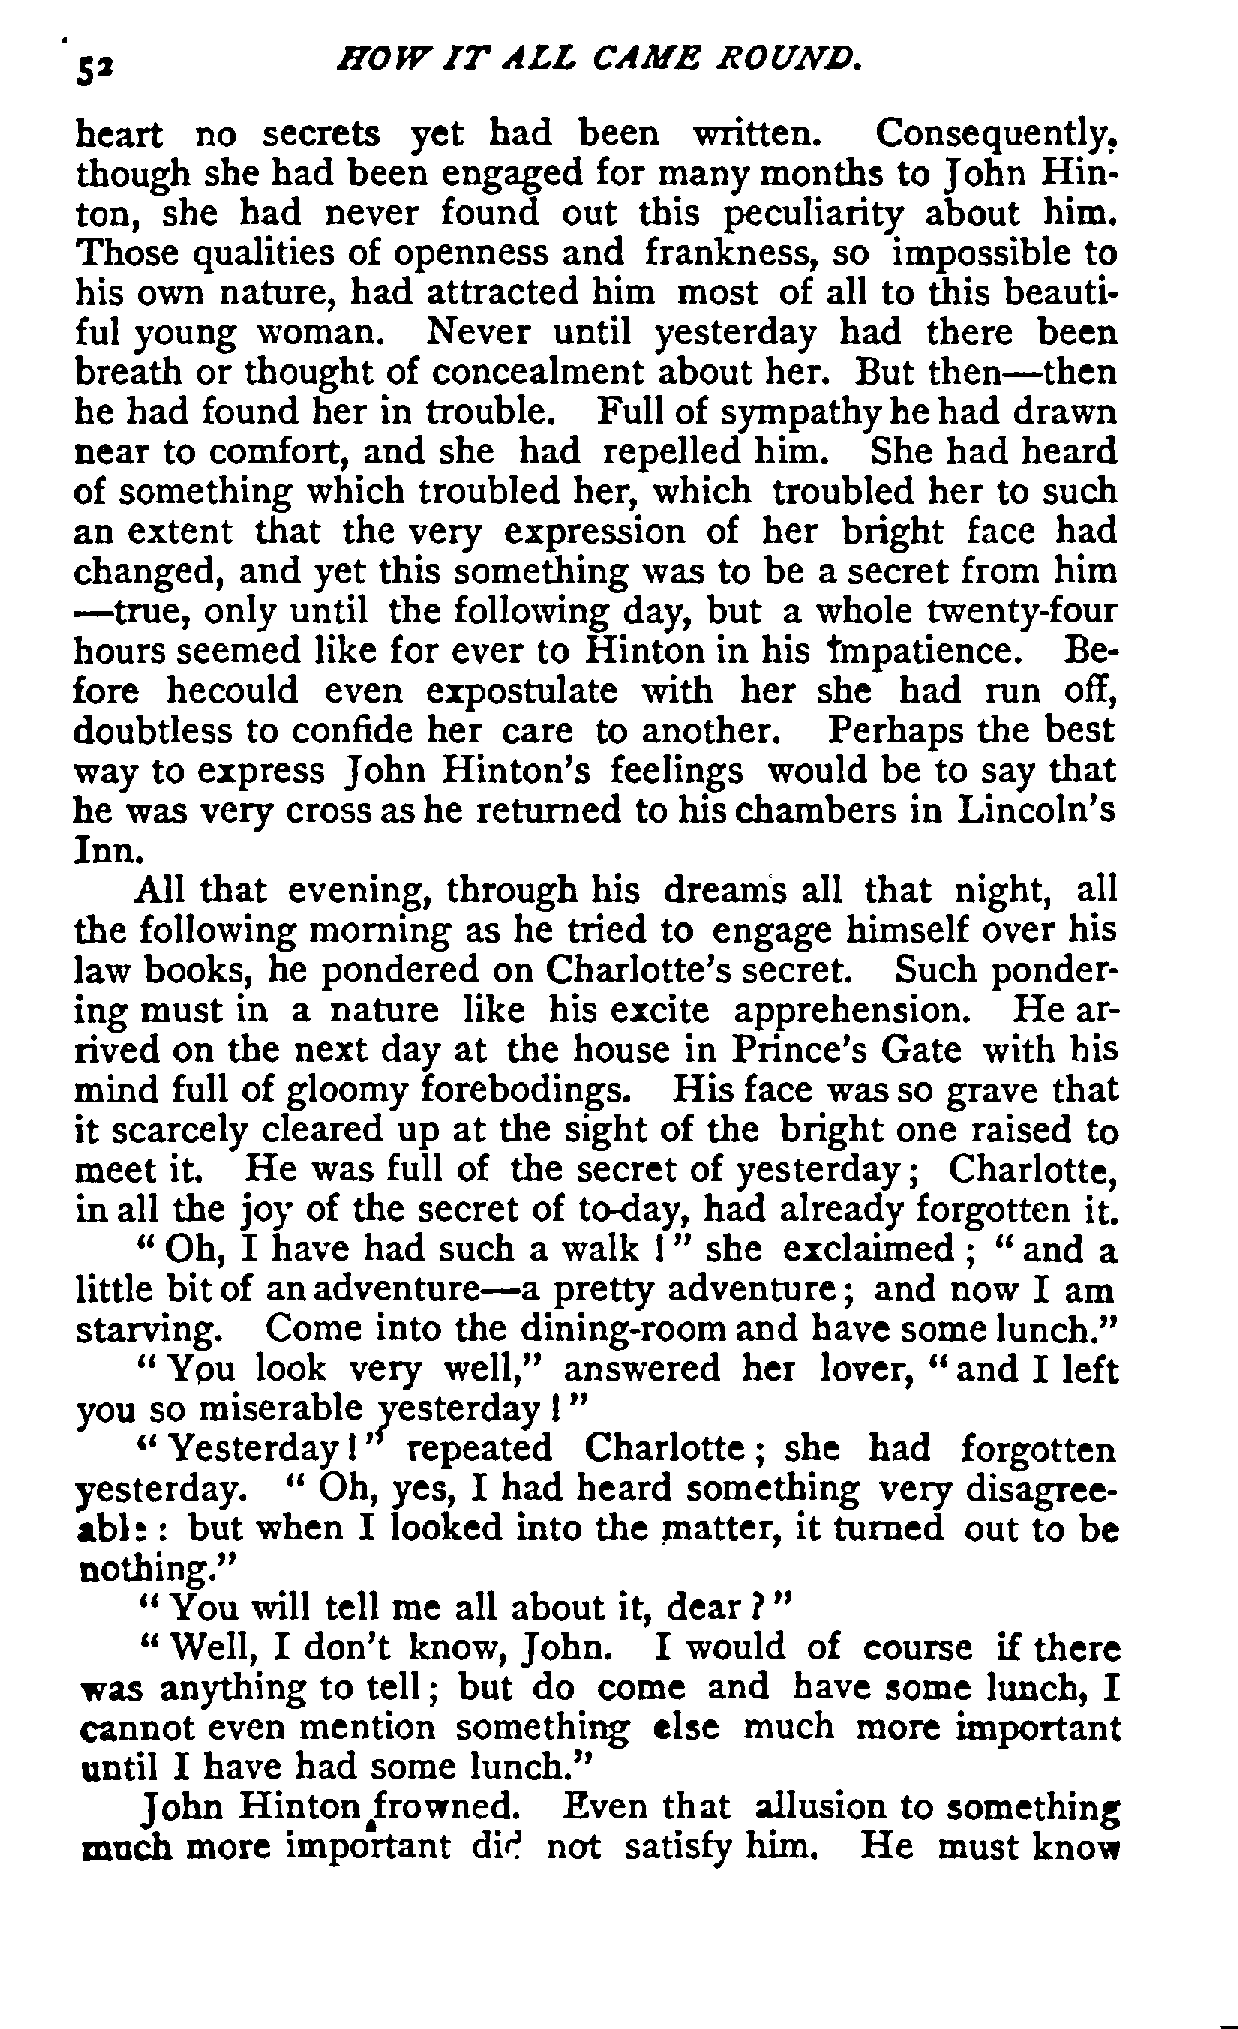 52 HOW IT ALL CAME ROUND.
heart no secrets yet had been written. Consequently,
though she had been engaged for many months to John Hin-
ton, she had never found out this peculiarity about him.
Those qualities of openness and frankness, so impossible to
his own nature, had attracted him most of all to this beauti-
ful young woman. Never until yesterday had there been
breath or thought of concealment about her. But then—then
he had found her in trouble. Full of sympathy he had drawn
near to comfort, and she had repelled him. She had heard
of something which troubled her, which troubled her to such
an extent that the very expression of her bright face had
changed, and yet this something was to be a secret from him
—true, only until the following day, but a whole twenty-four
hours seemed like for ever to Hinton in his impatience. Be-
fore hecould even expostulate with her she had run off,
doubtless to confide her care to another. Perhaps the best
way to express John Hinton's feelings would be to say that
he was very cross as he returned to his chambers in Lincoln's
Inn.
All that evening, through his dreams all that night, all
the following morning as he tried to engage himself over his
law books, he pondered on Charlotte's secret. Such ponder-
ing must in a nature like his excite apprehension. He ar-
rived on the next day at the house in Prince's Gate with his
mind full of gloomy forebodings. His face was so grave that
it scarcely cleared up at the sight of the bright one raised to
meet it. He was full of the secret of yesterday; Charlotte,
in all the joy of the secret of to-day, had already forgotten it.
"Oh, I have had such a walk!" she exclaimed; "and a
little bit of an adventure—a pretty adventure; and now I am
starving. Come into the dining-room and have some lunch."
"You look very well," answered her lover, "and I left
you so miserable yesterday!"
"Yesterday!" repeated Charlotte; she had forgotten
yesterday. "Oh, yes, I had heard something very disagree-
able: but when I looked into the matter, it turned out to be
nothing."
"You will tell me all about it, dear?"
"Well, I don't know, John. I would of course if there
was anything to tell; but do come and have some lunch, I
cannot even mention something else much more important
until I have had some lunch."
John Hinton frowned. Even that allusion to something
much more important did not satisfy him. He must know